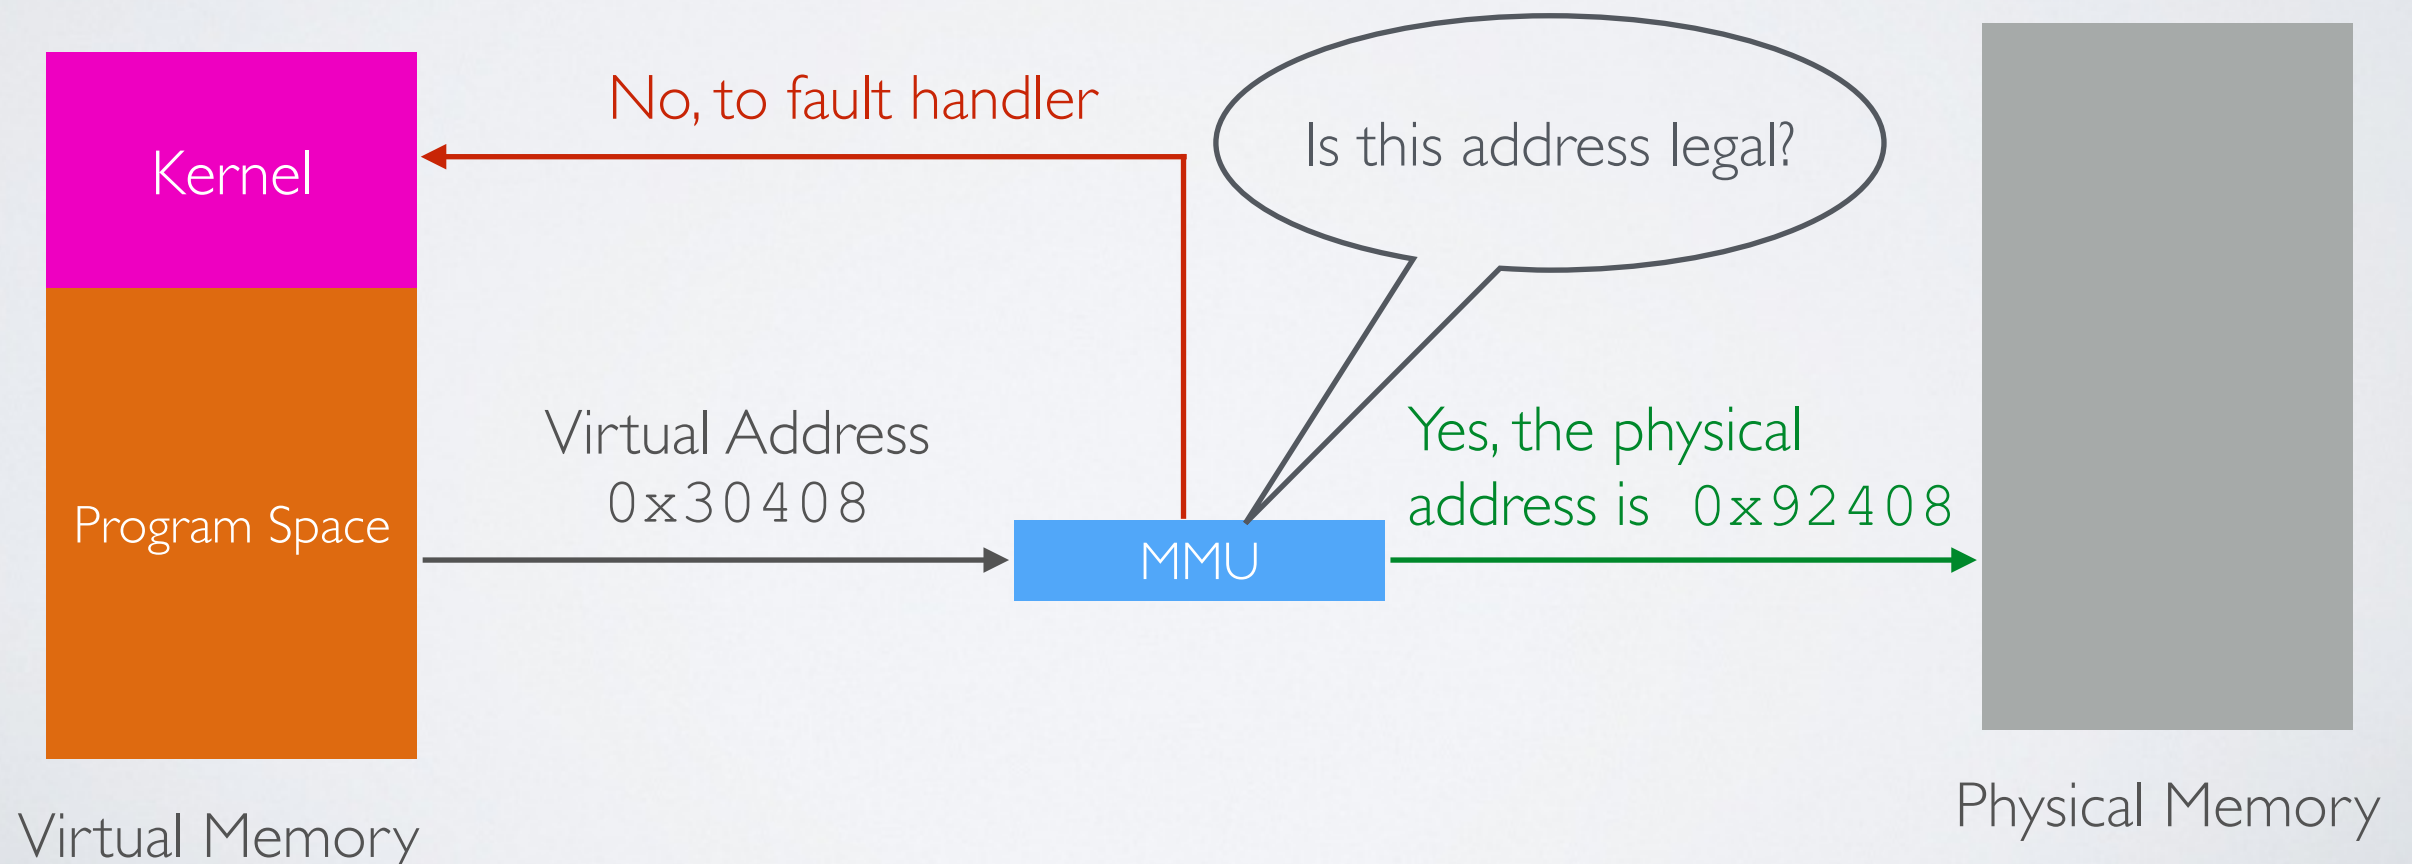 No, to fault handler
Is this address legal?
Kernel
Virtual Address
0x30408
Yes, the physical
address is 0x92408
Program Space
MMU
Physical Memory
Virtual Memory